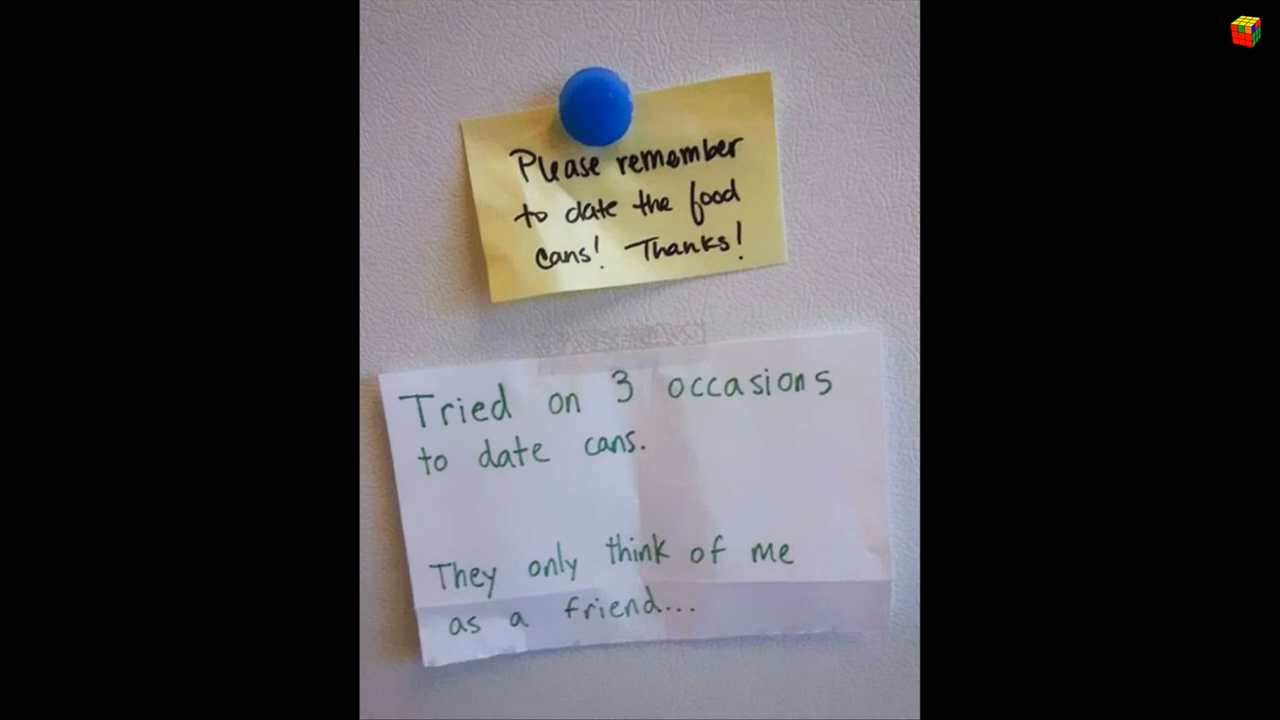 Please remember
to date the food
cans! Thanks!
Tried on 3 occasions
to date cans.
They only think of me
as a friend...